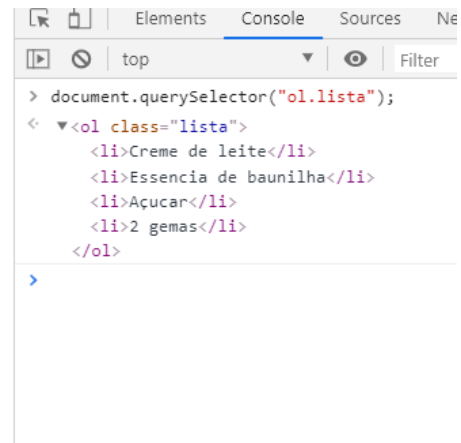 Elements Console Sources Ne
top Filter
> document.querySelector("ol.lista");
<ol class="lista">
<li>Creme de leite</li>
<li>Essencia de baunilha</li>
<li>Açucar</li>
<li>2 gemas</li>
</ol>
>